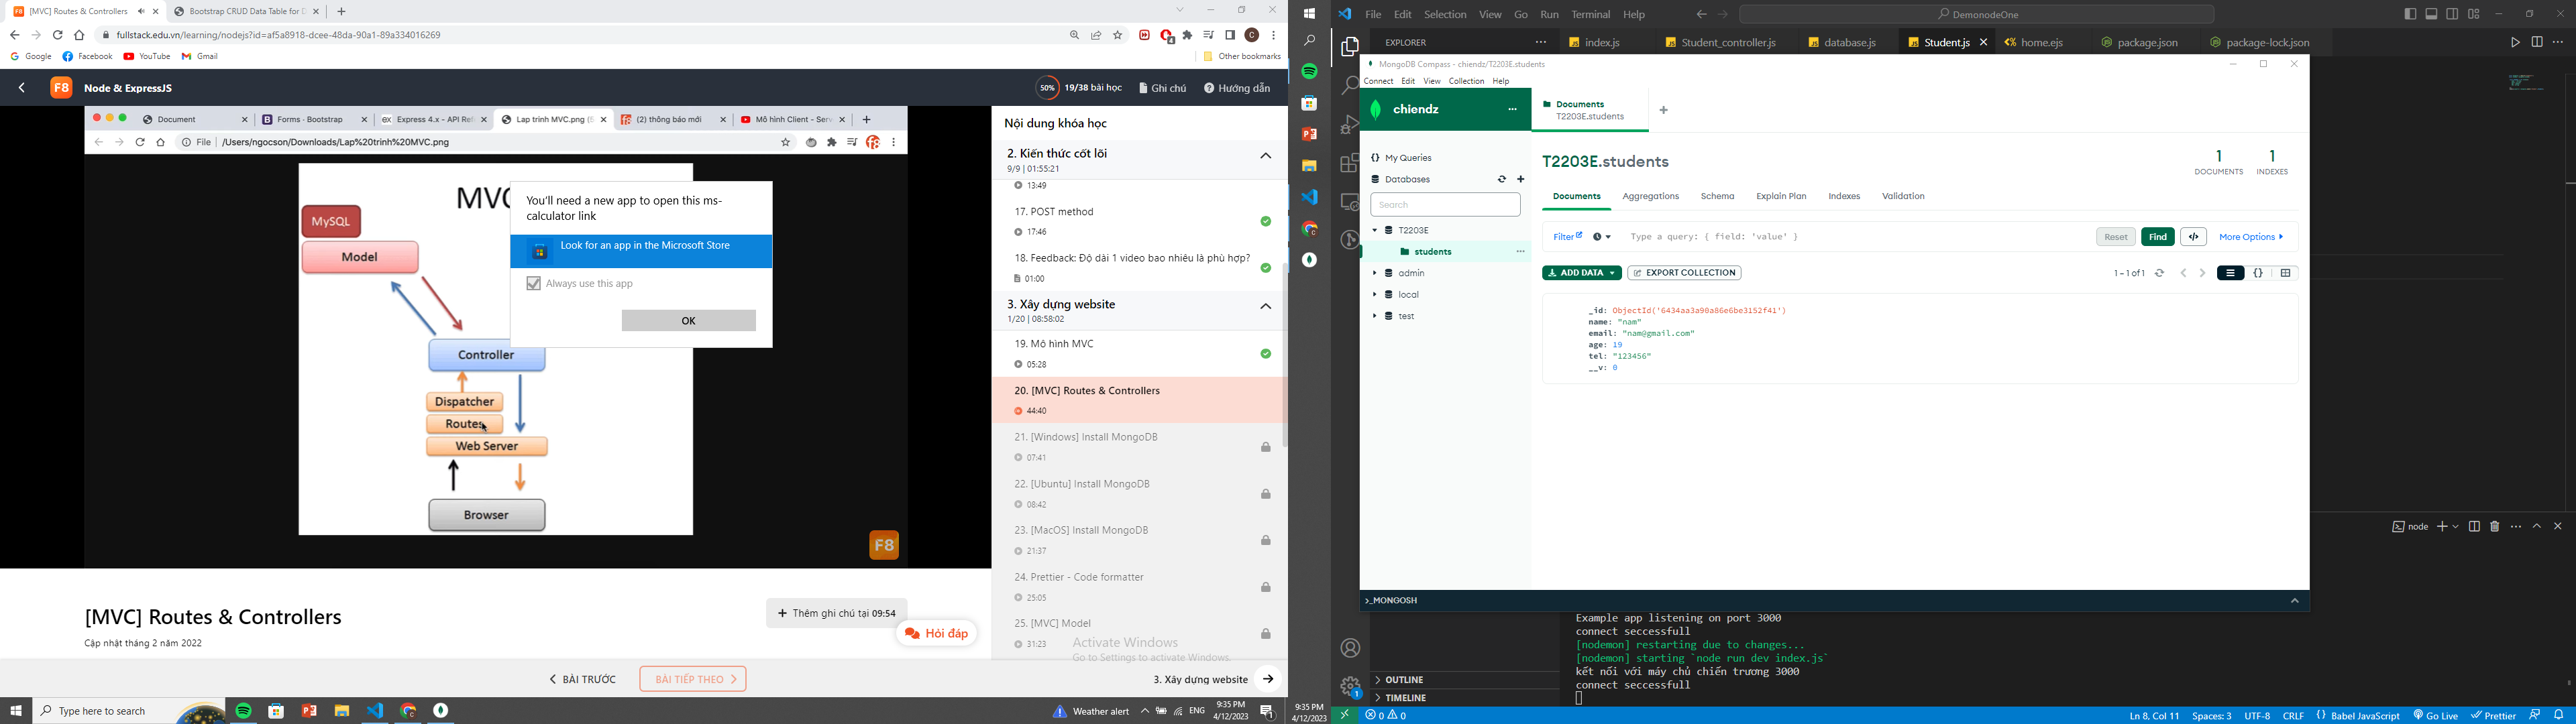 [MVC] Routes & Controllers
Bootstrap CRUD Data Table for D
fullstack.edu.vn/learning/nodejs?id=af5a8918-dcee-48da-90a1-89a334016269
Google
Facebook
YouTube
Gmail
Other bookmarks
F8
Node & ExpressJS
50%
19/38 bài học
Ghi chú
Hướng dẫn
Document
Forms · Bootstrap
Express 4.x - API Ref
Lap trinh MVC.png (
(2) thông báo mới
Mô hình Client - Serv
File
/Users/ngocson/Downloads/Lap%20trinh%20MVC.png
MVC
MySQL
Model
Controller
Dispatcher
Routes
Web Server
Browser
F8
You'll need a new app to open this ms-
calculator link
Look for an app in the Microsoft Store
Always use this app
OK
Nội dung khóa học
2. Kiến thức cốt lõi
9/9 | 01:55:21
13:49
17. POST method
17:46
18. Feedback: Độ dài 1 video bao nhiêu là phù hợp?
01:00
3. Xây dựng website
1/20 | 08:58:02
19. Mô hình MVC
05:28
20. [MVC] Routes & Controllers
44:40
21. [Windows] Install MongoDB
07:41
22. [Ubuntu] Install MongoDB
08:42
23. [MacOS] Install MongoDB
21:37
24. Prettier - Code formatter
25:05
25. [MVC] Model
31:23
Activate Windows
Go to Settings to activate Windows.
[MVC] Routes & Controllers
Cập nhật tháng 2 năm 2022
Thêm ghi chú tại 09:54
Hỏi đáp
BÀI TRƯỚC
BÀI TIẾP THEO
3. Xây dựng website
Type here to search
Weather alert
ENG
9:35 PM
4/12/2023
1
9:35 PM
4/12/2023
File Edit Selection View Go Run Terminal Help
DemonodeOne
EXPLORER
index.js
Student_controller.js
database.js
Student.js
home.ejs
package.json
package-lock.json
MongoDB Compass - chiendz/T2203E.students
Connect Edit View Collection Help
chiendz
Documents
T2203E.students
My Queries
Databases
Search
T2203E
students
admin
local
test
T2203E.students
1
DOCUMENTS
1
INDEXES
Documents
Aggregations
Schema
Explain Plan
Indexes
Validation
Filter
Type a query: { field: 'value' }
Reset
Find
More Options
ADD DATA
EXPORT COLLECTION
1 – 1 of 1
_id: ObjectId('6434aa3a90a86e6be3152f41')
name: "nam"
email: "nam@gmail.com"
age: 19
tel: "123456"
__v: 0
>_MONGOSH
node
Example app listening on port 3000
connect seccessfull
[nodemon] restarting due to changes...
[nodemon] starting `node run dev index.js`
kết nối với máy chủ chiến trương 3000
connect seccessfull
OUTLINE
TIMELINE
1
0 0
Ln 8, Col 11
Spaces: 3
UTF-8
CRLF
{} Babel JavaScript
Go Live
Prettier